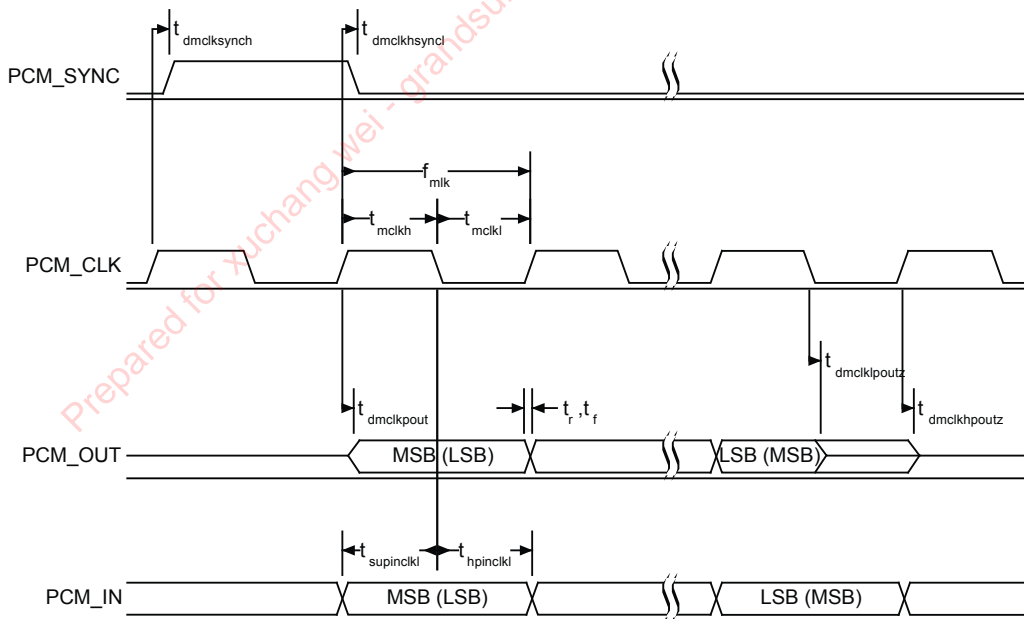 t dmclksynch
t dmclkhsyncl
PCM_SYNC
f mlk
t mclkh
t mclkl
PCM_CLK
t dmclklpoutz
t dmclkpout
t r ,t f
t dmclkhpoutz
PCM_OUT
MSB (LSB)
LSB (MSB)
t supinclkl
t hpinclkl
PCM_IN
MSB (LSB)
LSB (MSB)
Prepared for xuchang wei - grandsun